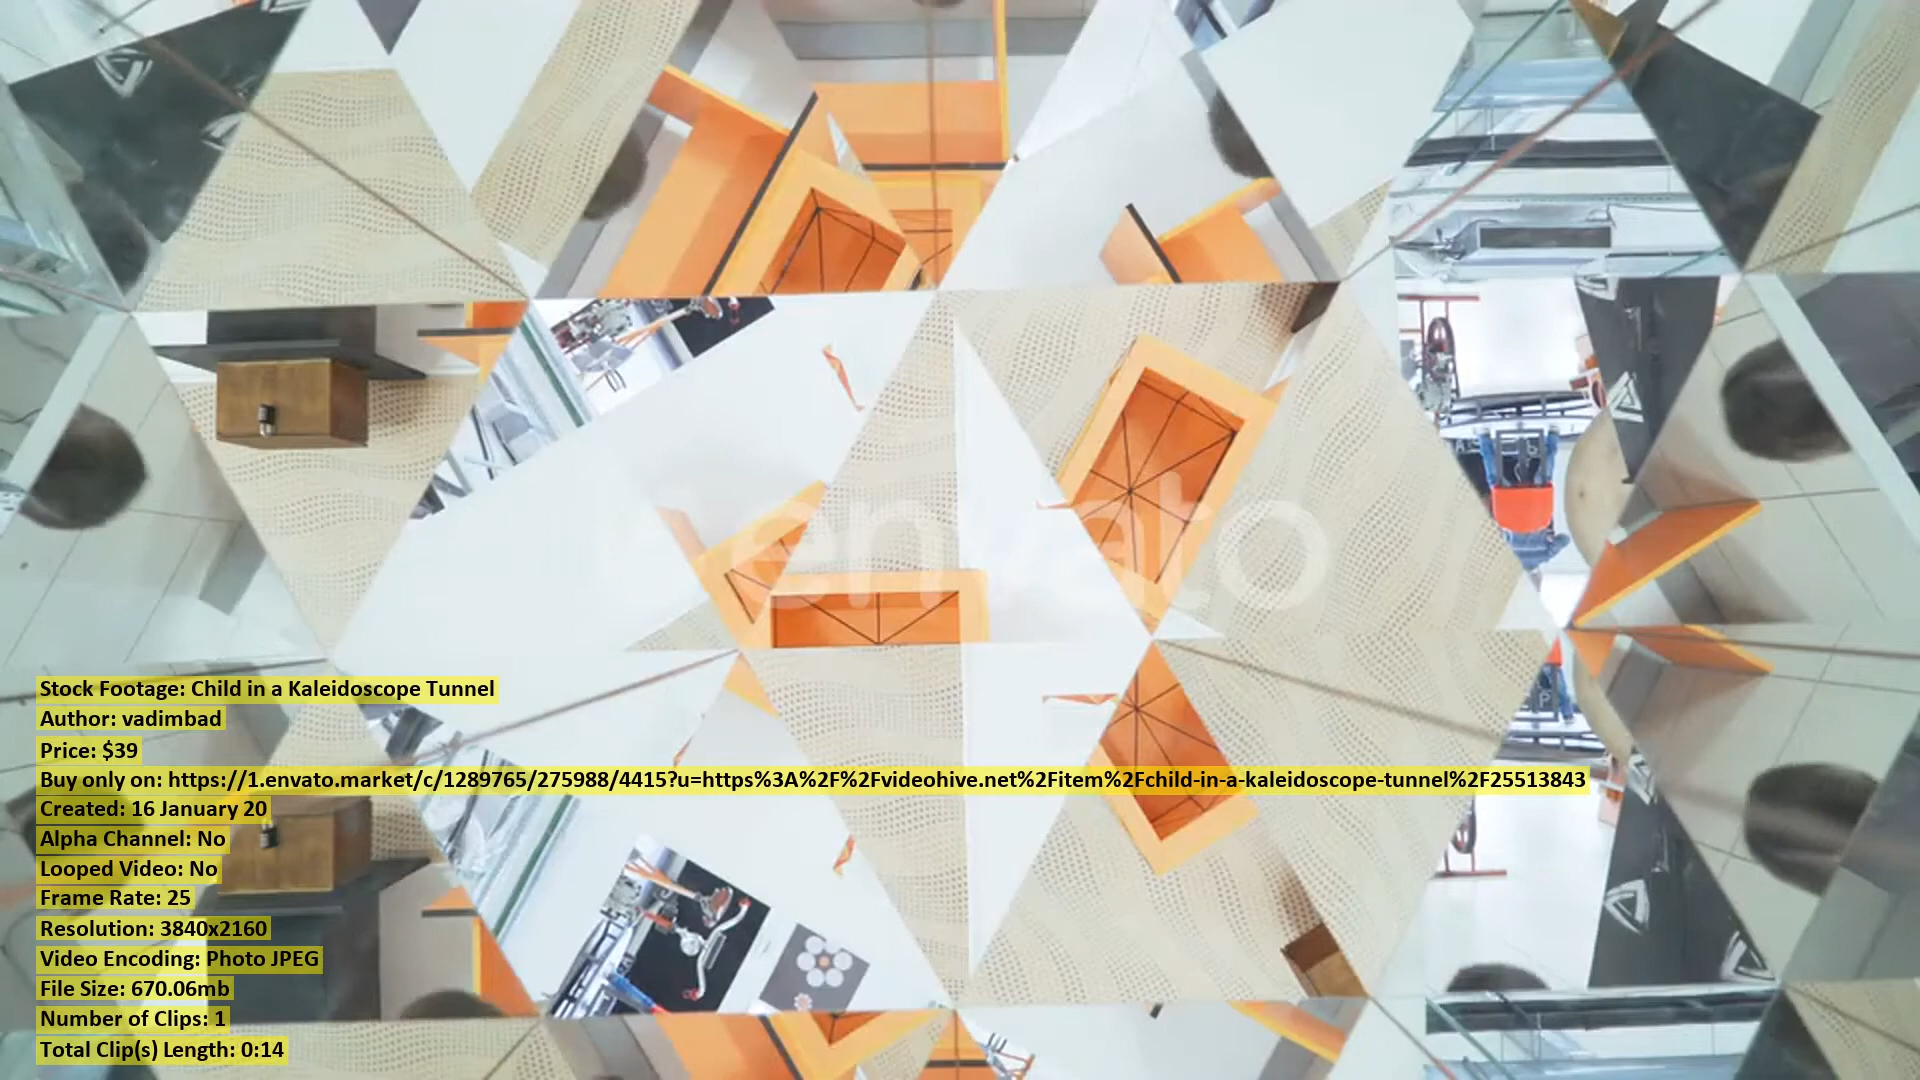 envato
Stock Footage: Child in a Kaleidoscope Tunnel
Author: vadimbad
Price: $39
Buy only on: https://1.envato.market/c/1289765/275988/4415?u=https%3A%2F%2Fvideohive.net%2Fitem%2Fchild-in-a-kaleidoscope-tunnel%2F25513843
Created: 16 January 20
Alpha Channel: No
Looped Video: No
Frame Rate: 25
Resolution: 3840x2160
Video Encoding: Photo JPEG
File Size: 670.06mb
Number of Clips: 1
Total Clip(s) Length: 0:14